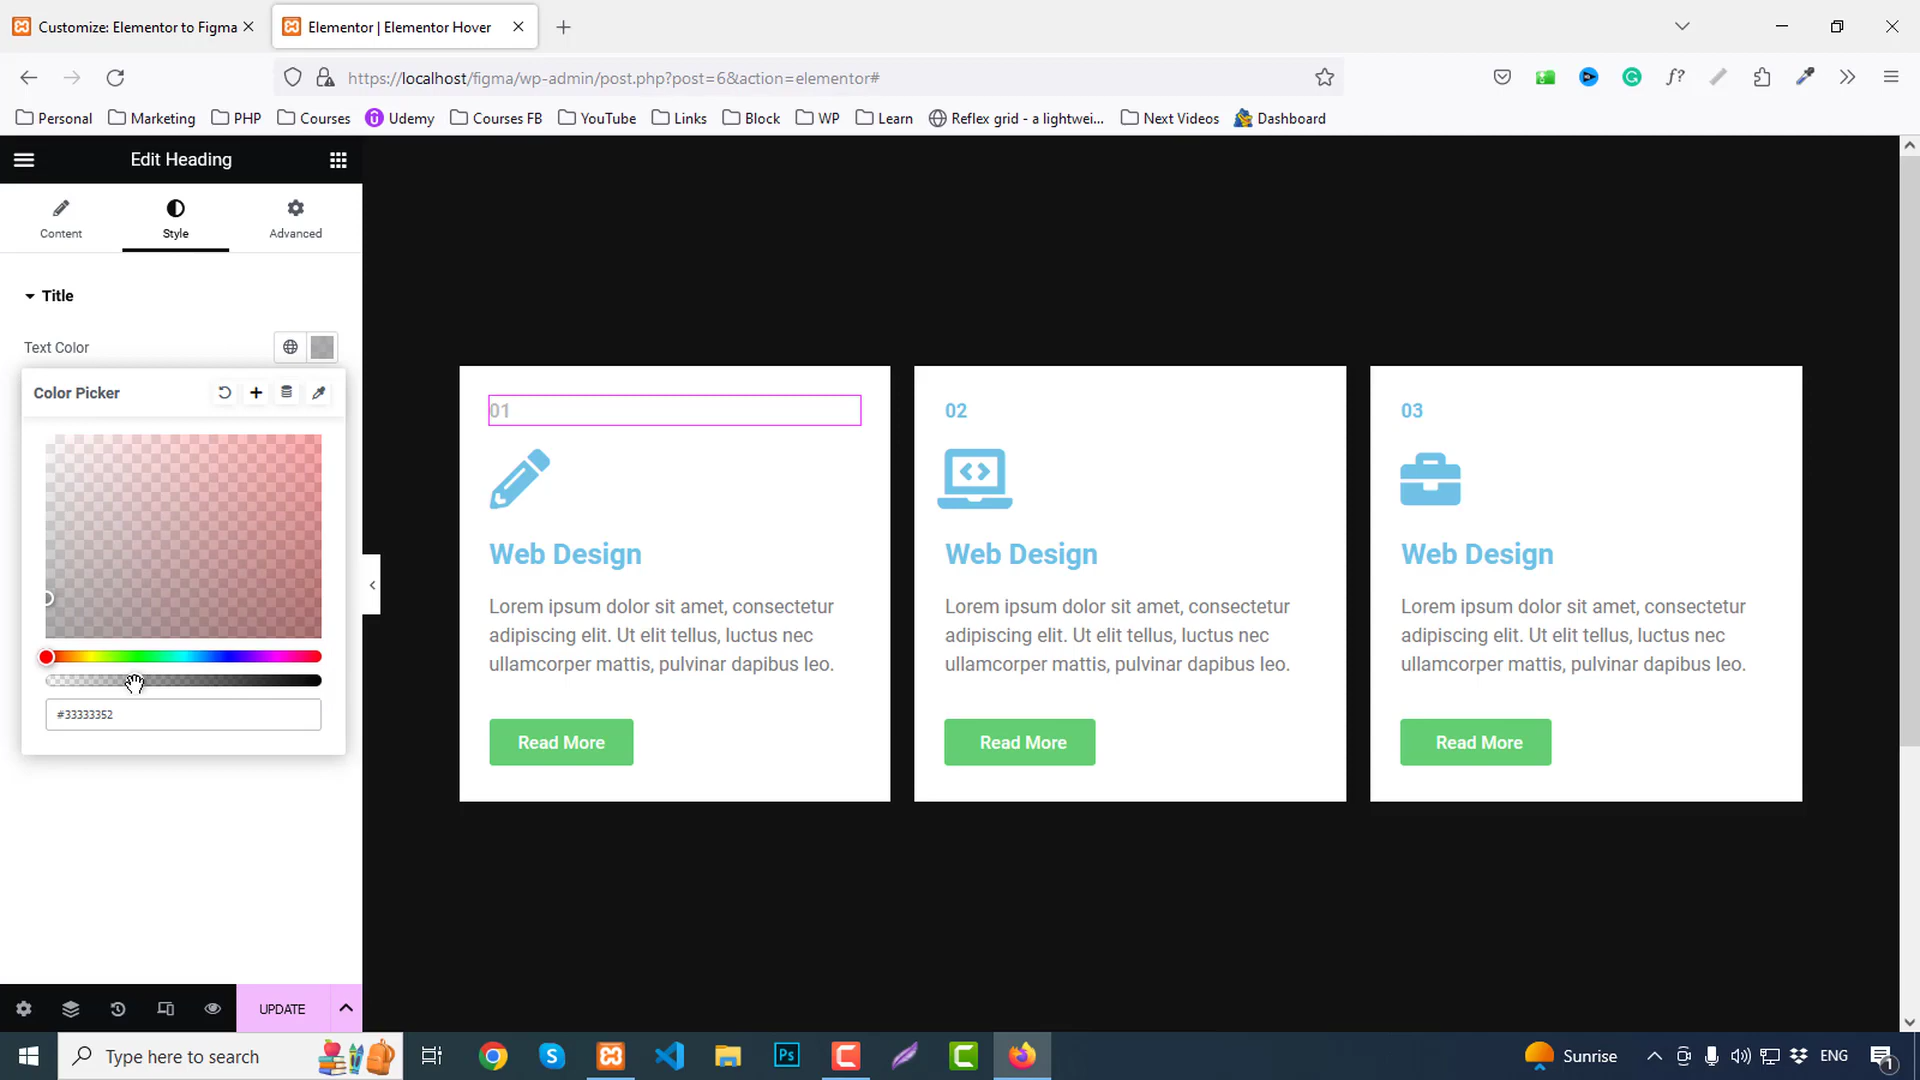 Customize: Elementor to Figma
Elementor | Elementor Hover
https://localhost/figma/wp-admin/post.php?post=6&action=elementor#
f?
Personal
Marketing
PHP
Courses
Udemy
Courses FB
YouTube
Links
Block
WP
Learn
Reflex grid - a lightwei...
Next Videos
Dashboard
Edit Heading
Content
Style
Advanced
Title
Text Color
Color Picker
#33333352
UPDATE
01
Web Design
Lorem ipsum dolor sit amet, consectetur
adipiscing elit. Ut elit tellus, luctus nec
ullamcorper mattis, pulvinar dapibus leo.
Read More
02
Web Design
Lorem ipsum dolor sit amet, consectetur
adipiscing elit. Ut elit tellus, luctus nec
ullamcorper mattis, pulvinar dapibus leo.
Read More
03
Web Design
Lorem ipsum dolor sit amet, consectetur
adipiscing elit. Ut elit tellus, luctus nec
ullamcorper mattis, pulvinar dapibus leo.
Read More
Type here to search
Ps
Sunrise
ENG
1